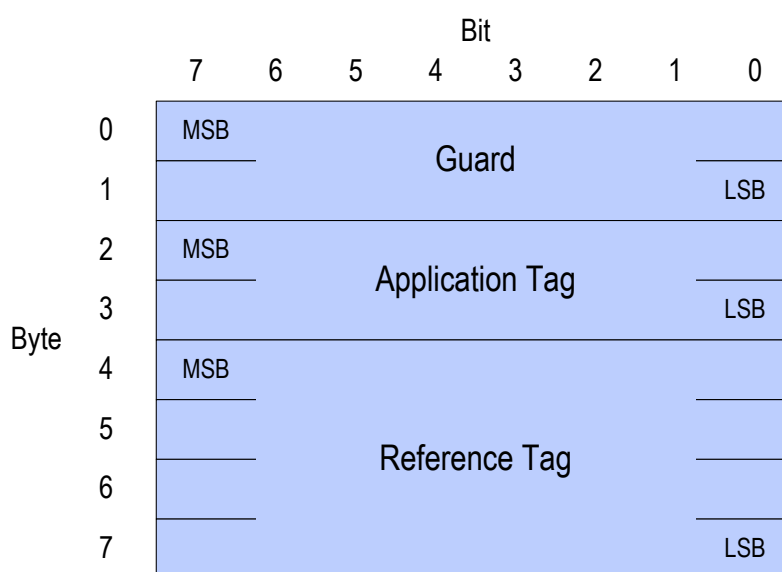 Bit
7 6 5 4 3 2 1 0
0 MSB
Guard
1 LSB
2 MSB
Application Tag
3 LSB
Byte
4 MSB
5
Reference Tag
6
7 LSB